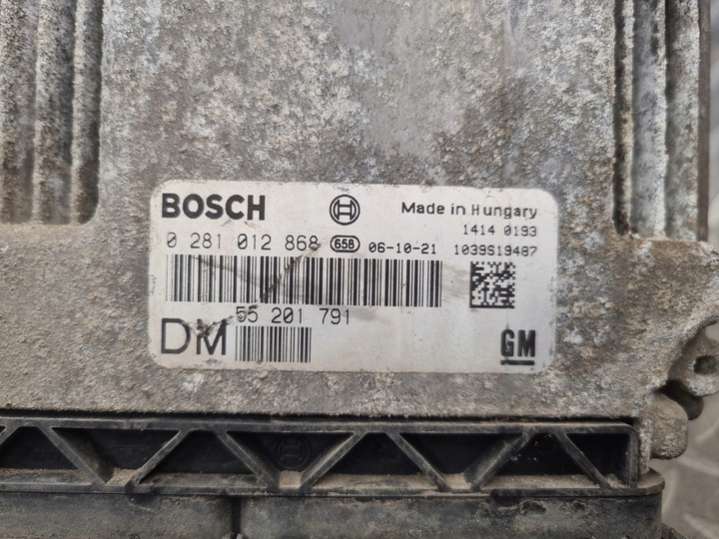 BOSCH Made in Hungary
1414 0193
0 281 012 868 658 06-10-21 1039S19487
55 201 791
DM GM